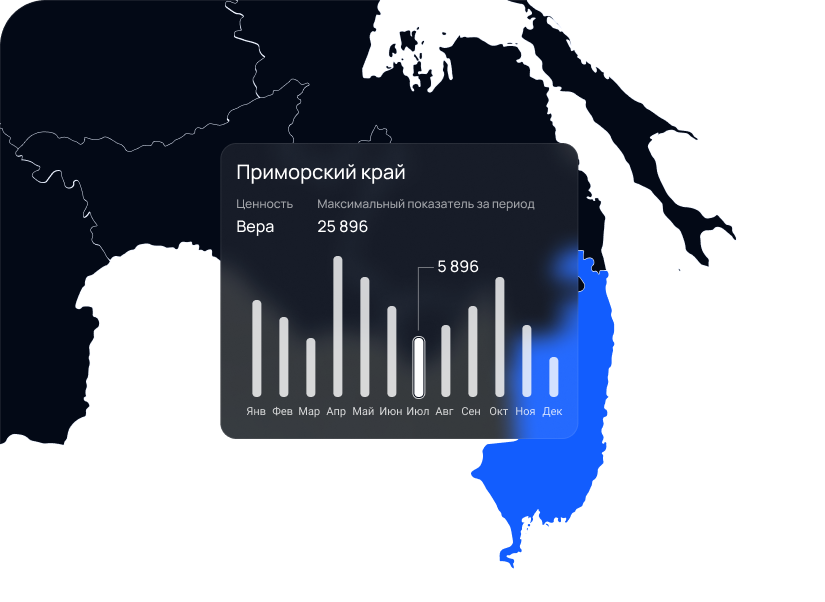 Приморский край
Ценность Максимальный показатель за период
Вера 25 896
5 896
Янв Фев Мар Апр Май Июн Июл Авг Сен Окт Ноя Дек